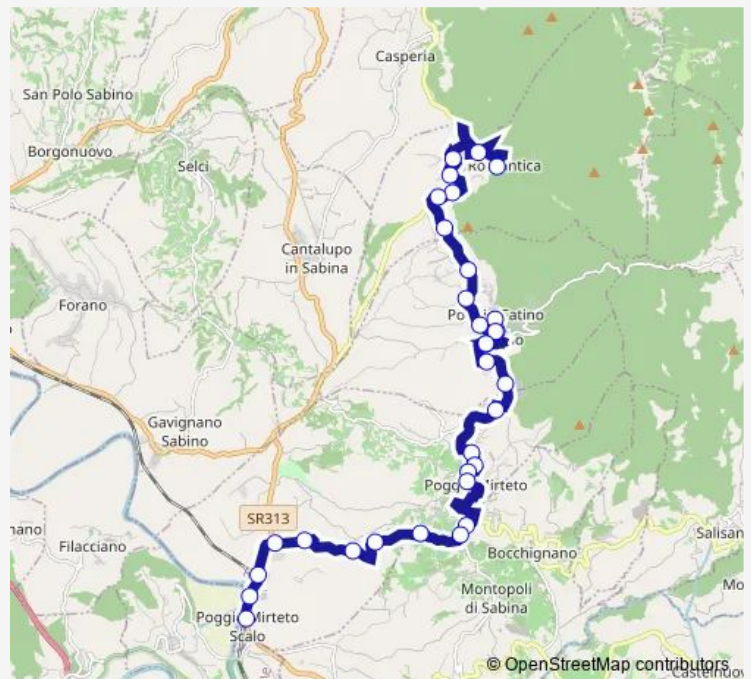 Casperia
San Polo Sabino
Borgonuovo
Selci
Cantalupo
in Sabina
Forano
Gavignano
Sabino
SR313
Filacciano
Salisan
Bocchignano
Montopoli
di Sabina
Scalo
© OpenStreetMap contributors